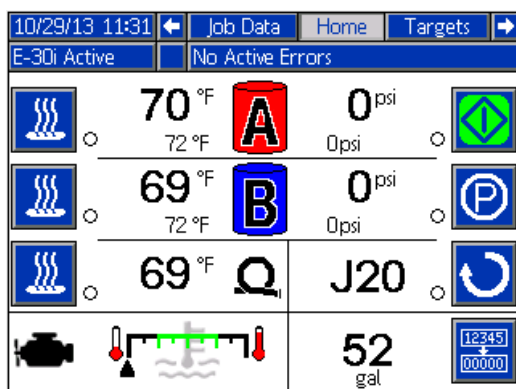 10/29/13 11:31 Job Data Home Targets
E-30i Active No Active Errors
70 °F A 0 psi
72 °F 0psi
69 °F B 0 psi
72 °F 0psi
P
69 °F J20
52
gal
12345
00000